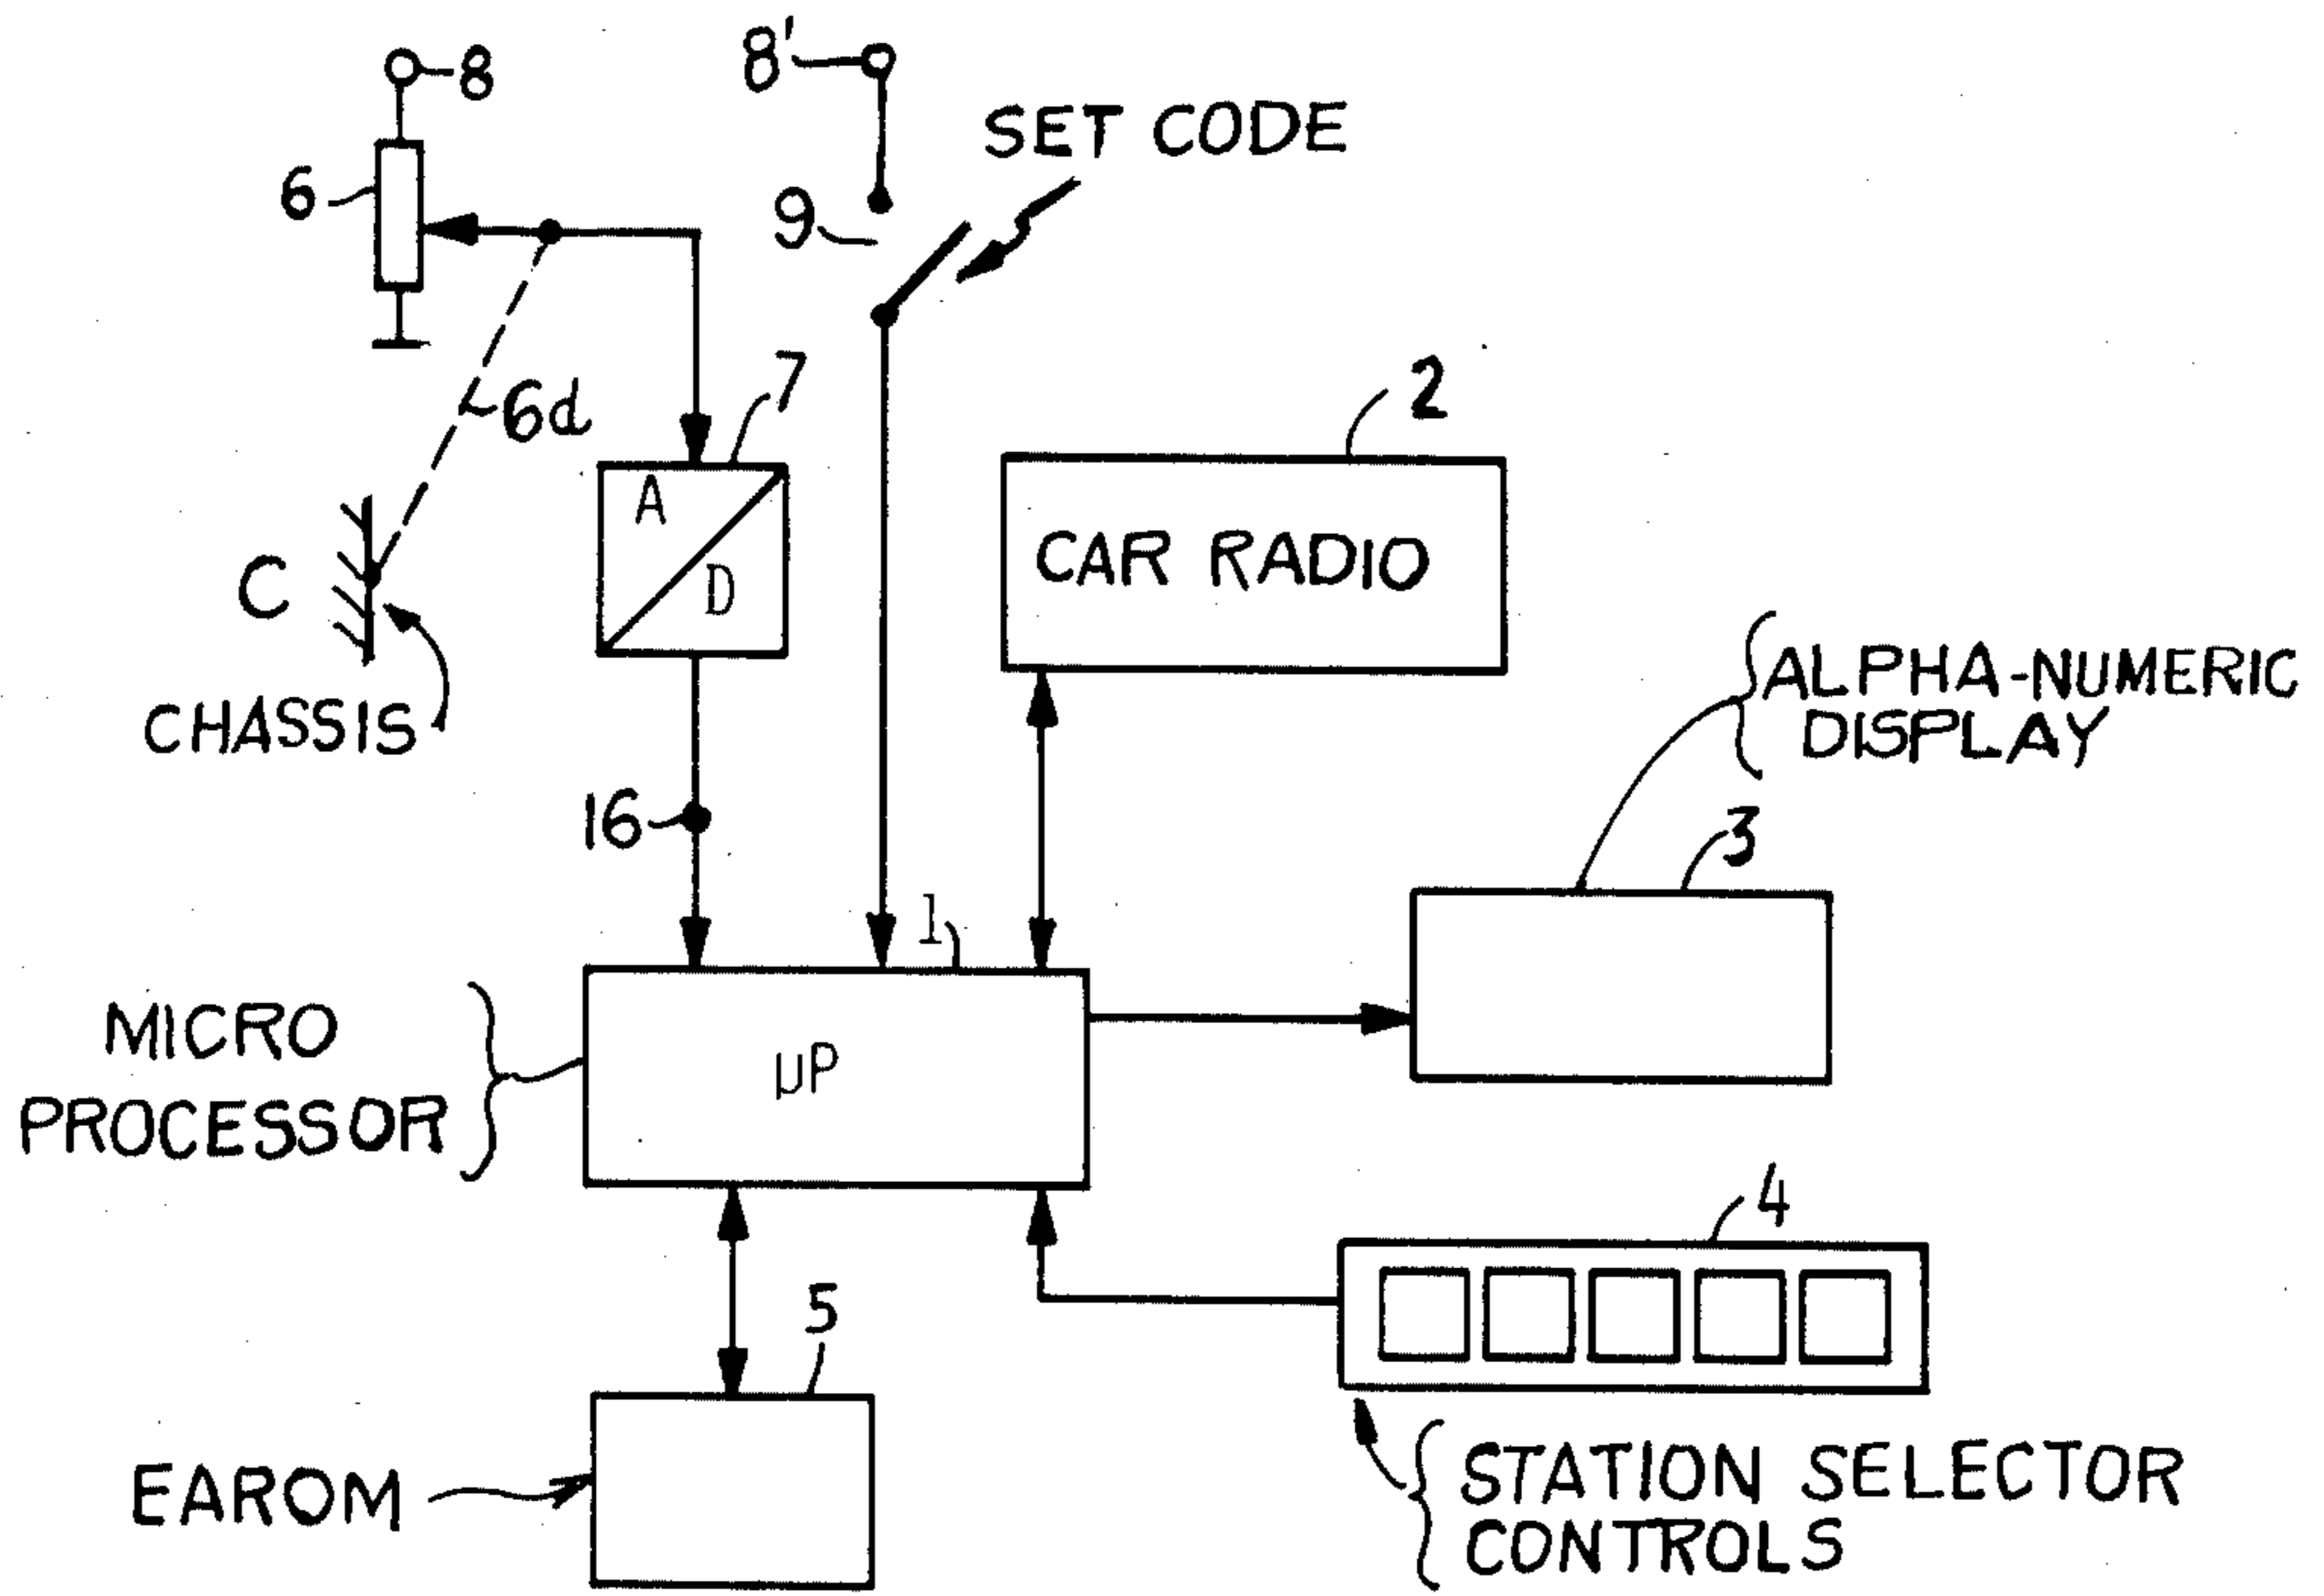 8
8'
SET CODE
6
9
6d
7
2
A
D
CAR RADIO
C
CHASSIS
ALPHA-NUMERIC
DISPLAY
16
3
1
MICRO
PROCESSOR
µP
4
5
EAROM
STATION SELECTOR
CONTROLS